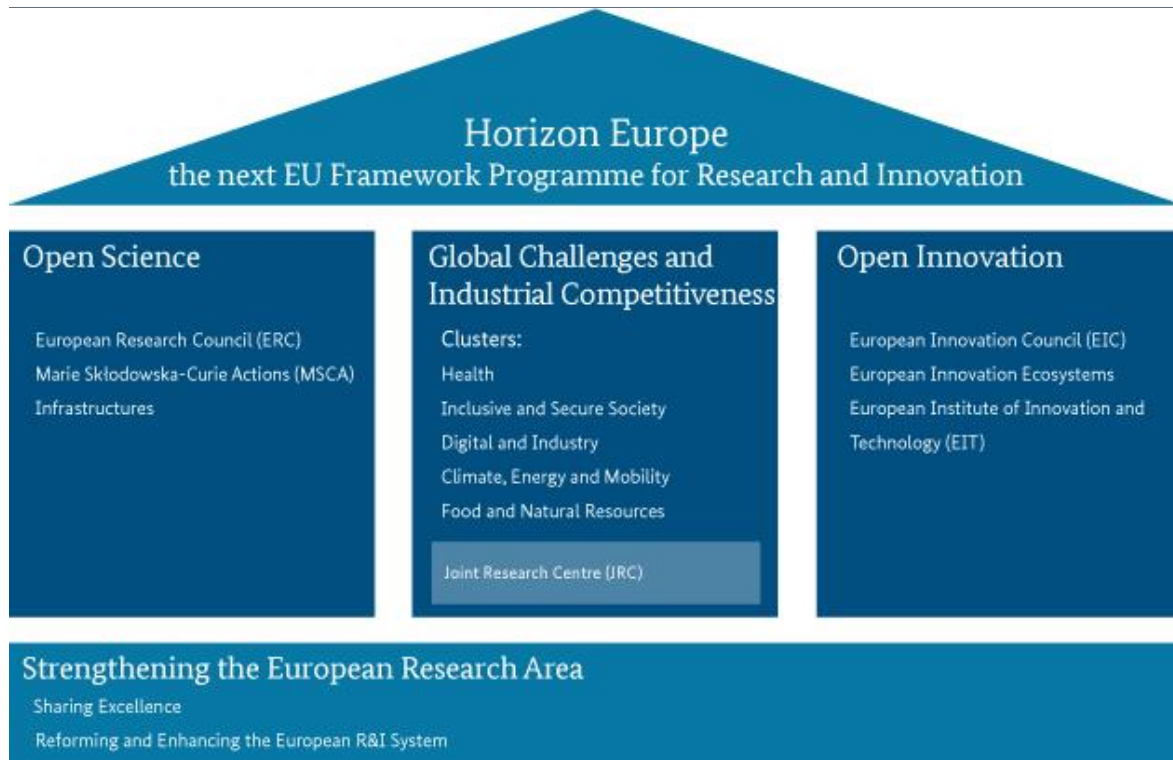 Horizon Europe
the next EU Framework Programme for Research and Innovation
Open Science
European Research Council (ERC)
Marie Skłodowska-Curie Actions (MSCA)
Infrastructures
Global Challenges and
Industrial Competitiveness
Clusters:
Health
Inclusive and Secure Society
Digital and Industry
Climate, Energy and Mobility
Food and Natural Resources
Joint Research Centre (JRC)
Open Innovation
European Innovation Council (EIC)
European Innovation Ecosystems
European Institute of Innovation and
Technology (EIT)
Strengthening the European Research Area
Sharing Excellence
Reforming and Enhancing the European R&I System